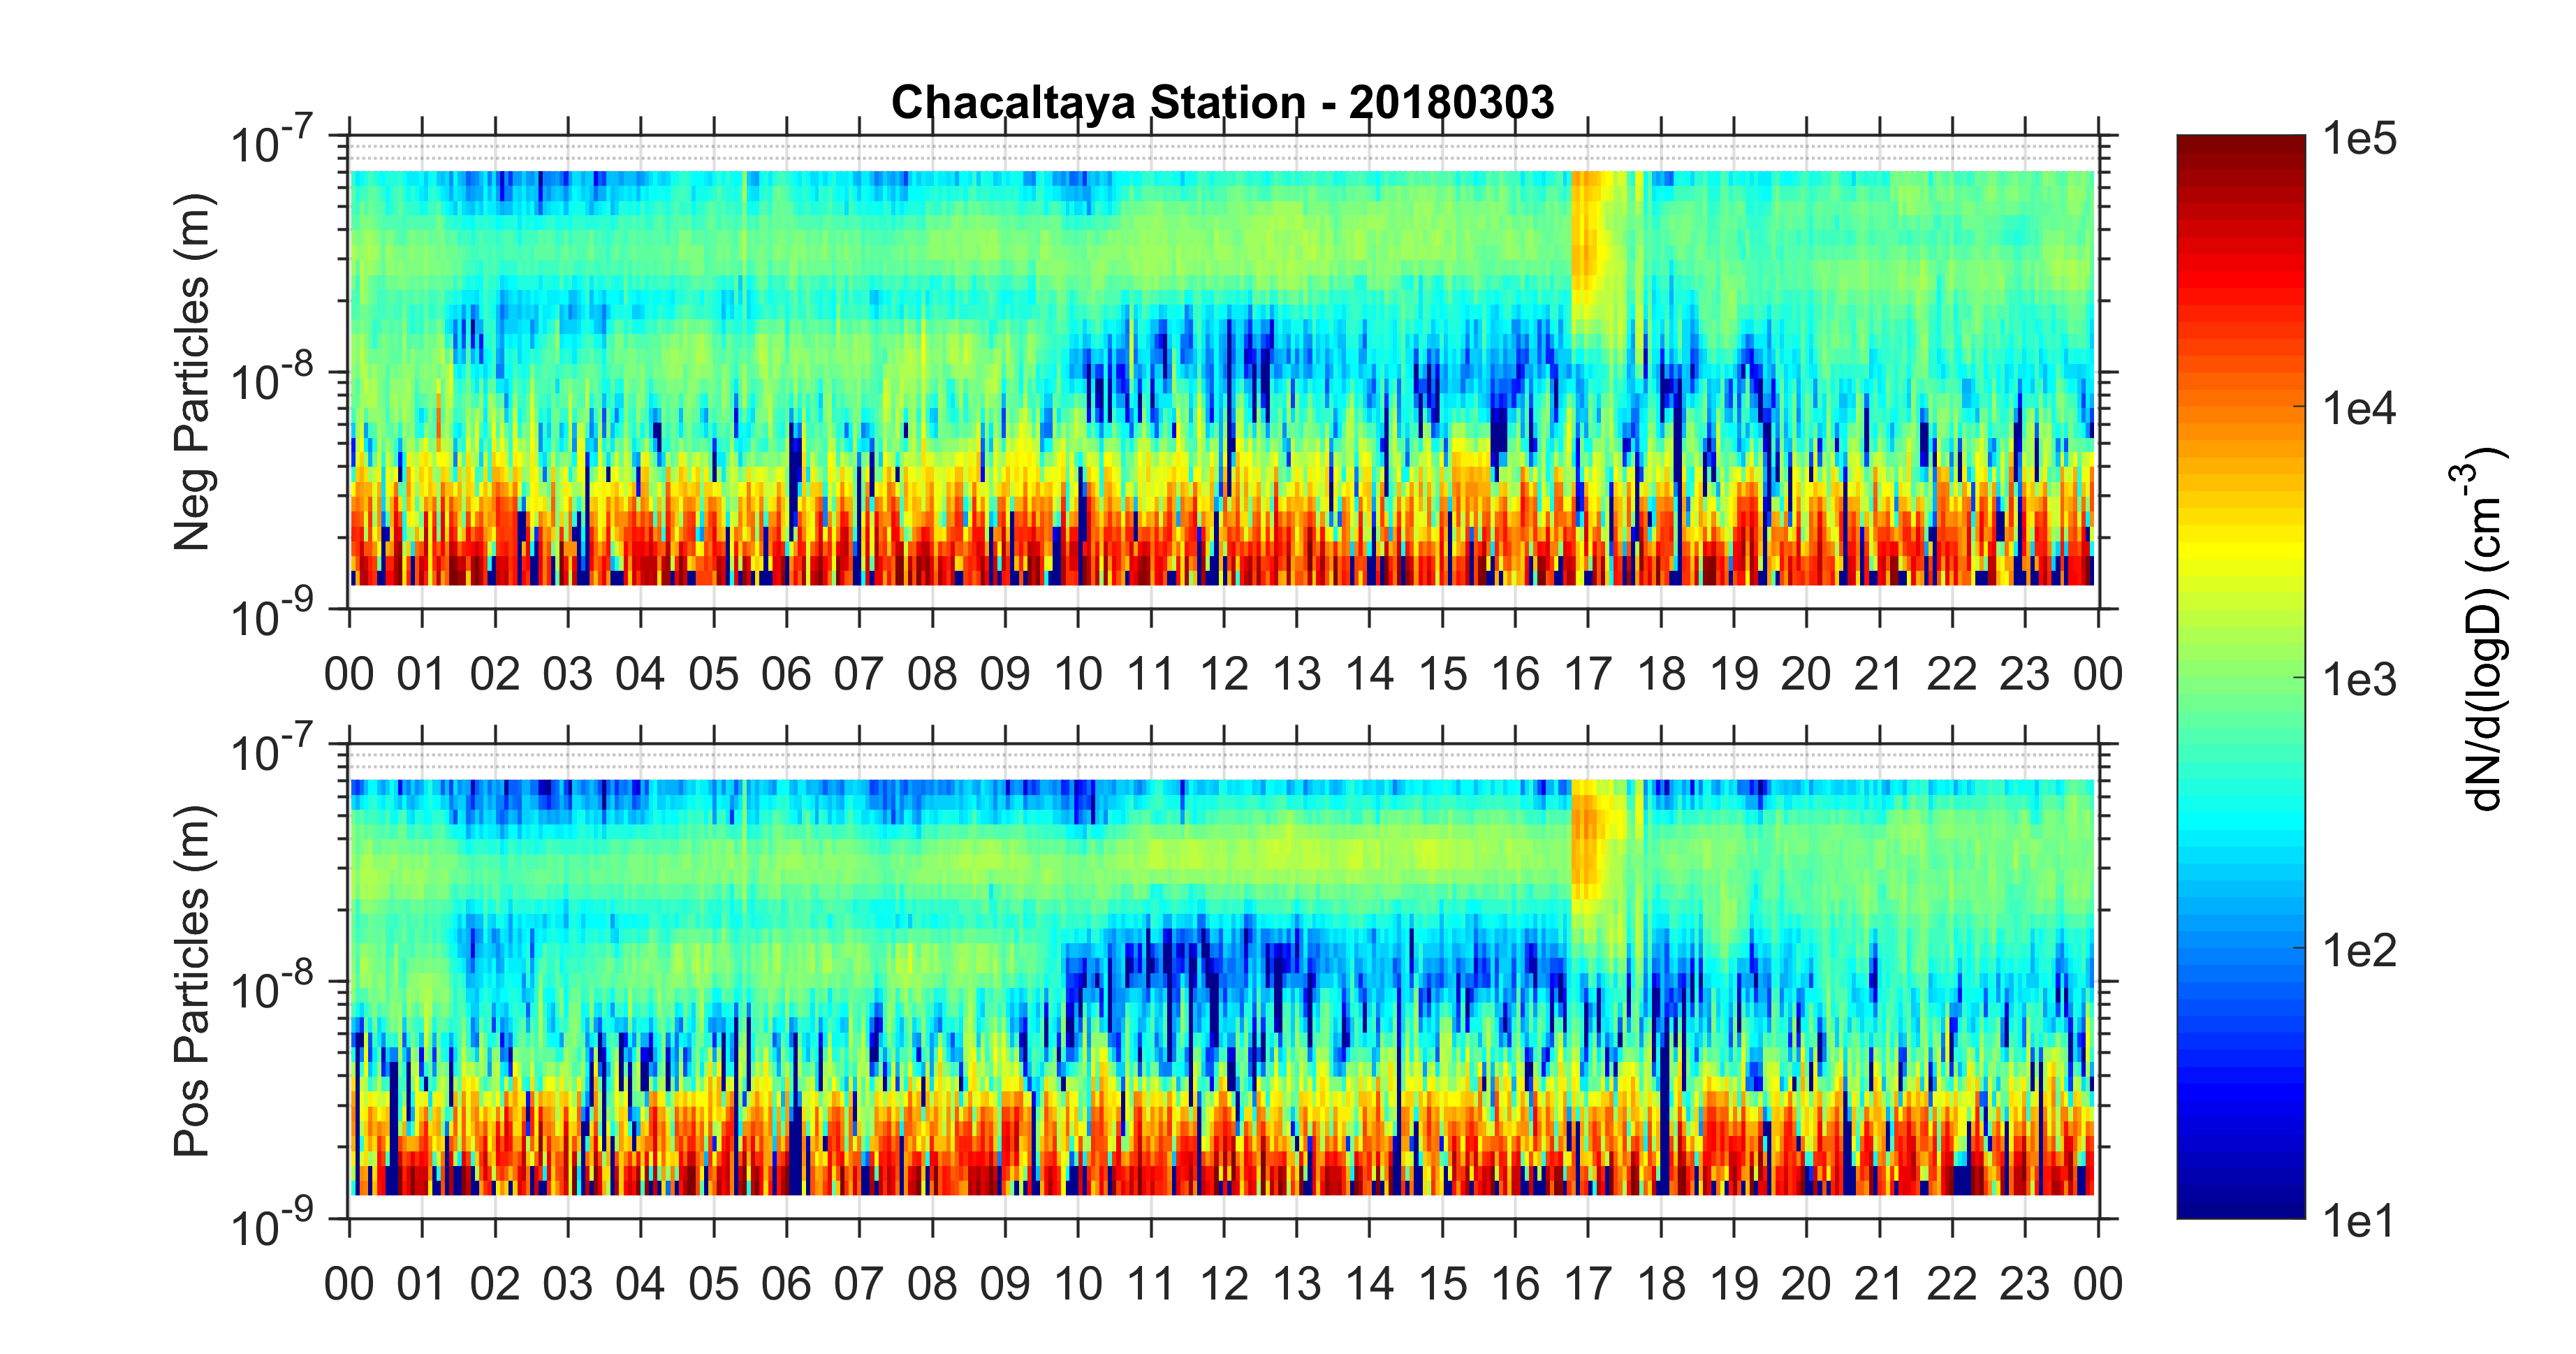 Chacaltaya Station - 20180303
Neg Particles (m)
10-7
10-8
10-9
00 01 02 03 04 05 06 07 08 09 10 11 12 13 14 15 16 17 18 19 20 21 22 23 00
Pos Particles (m)
10-7
10-8
10-9
00 01 02 03 04 05 06 07 08 09 10 11 12 13 14 15 16 17 18 19 20 21 22 23 00
1e5
1e4
1e3
1e2
1e1
dN/d(logD) (cm-3)